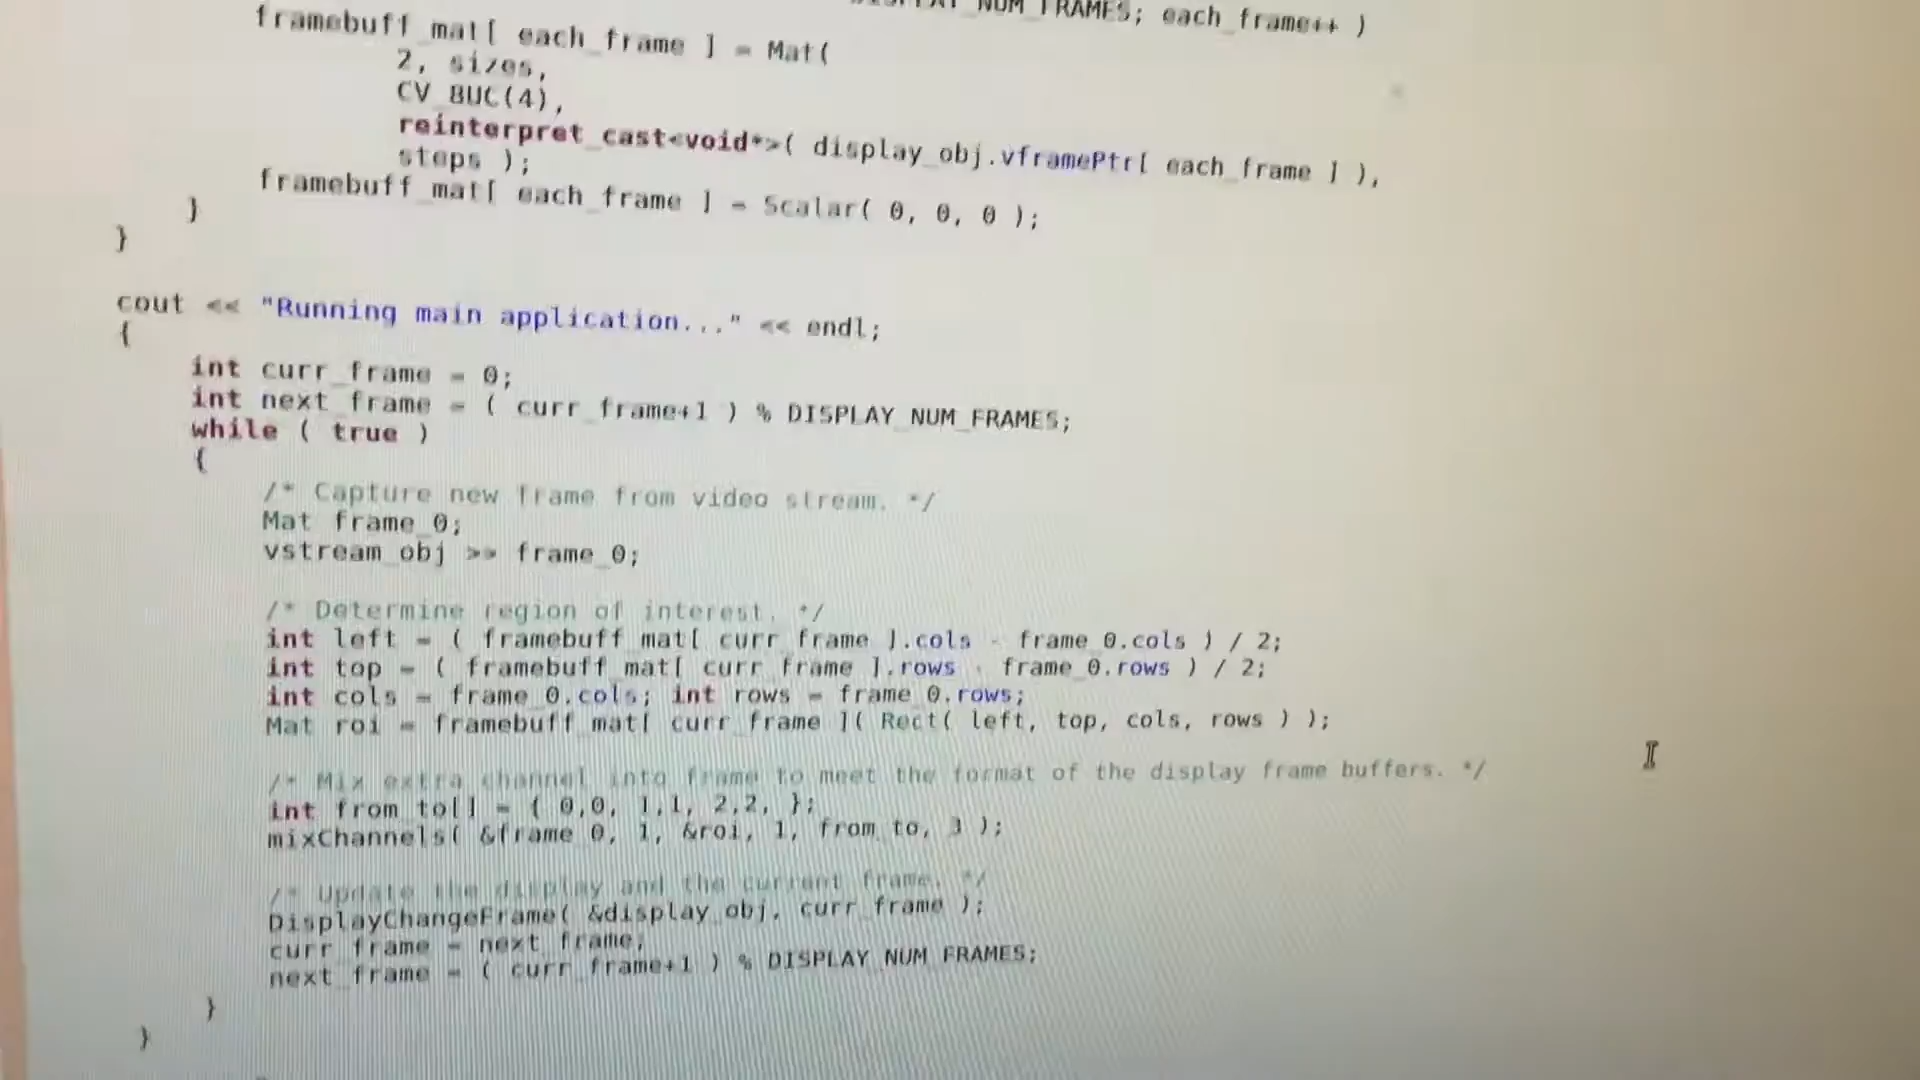 NUM_FRAMES; each_frame++ )
framebuff_mat[ each_frame ] = Mat(
2, sizes,
CV_8UC(4),
reinterpret_cast<void*>( display_obj.vframePtr[ each_frame ] ),
steps );
framebuff_mat[ each_frame ] = Scalar( 0, 0, 0 );
}
}
cout << "Running main application..." << endl;
{
int curr_frame = 0;
int next_frame = ( curr_frame+1 ) % DISPLAY_NUM_FRAMES;
while ( true )
{
/* Capture new frame from video stream. */
Mat frame_0;
vstream_obj >> frame_0;
/* Determine region of interest. */
int left = ( framebuff_mat[ curr_frame ].cols - frame_0.cols ) / 2;
int top = ( framebuff_mat[ curr_frame ].rows - frame_0.rows ) / 2;
int cols = frame_0.cols; int rows = frame_0.rows;
Mat roi = framebuff_mat[ curr_frame ]( Rect( left, top, cols, rows ) );
/* Mix extra channel into frame to meet the format of the display frame buffers. */
int from_to[] = { 0,0, 1,1, 2,2, };
mixChannels( &frame_0, 1, &roi, 1, from_to, 3 );
/* Update the display and the current frame. */
DisplayChangeFrame( &display_obj, curr_frame );
curr_frame = next_frame;
next_frame = ( curr_frame+1 ) % DISPLAY_NUM_FRAMES;
}
}